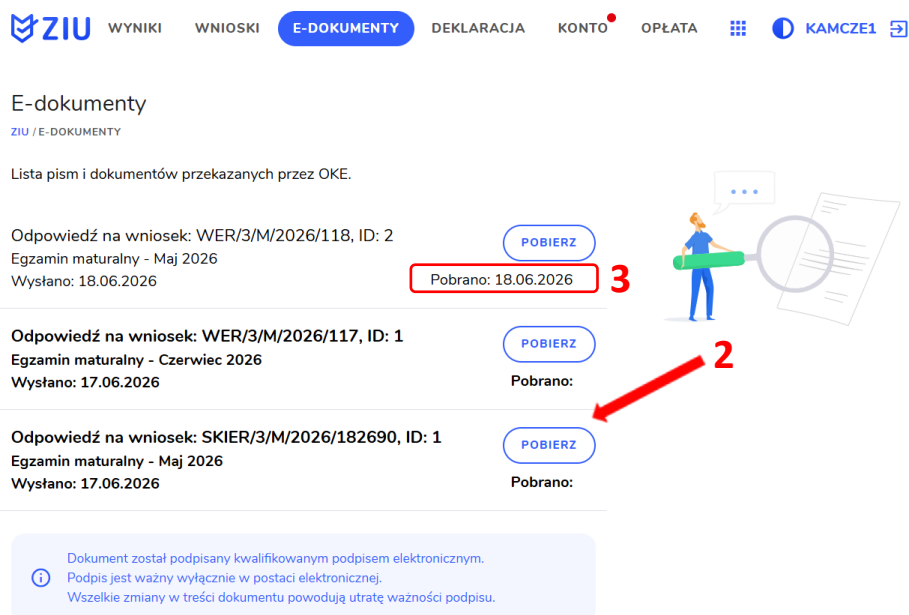 ZIU WYNIKI WNIOSKI E-DOKUMENTY DEKLARACJA KONTO OPŁATA KAMCZE1
E-dokumenty
ZIU / E-DOKUMENTY
Lista pism i dokumentów przekazanych przez OKE.
Odpowiedź na wniosek: WER/3/M/2026/118, ID: 2
POBIERZ
Egzamin maturalny - Maj 2026
Wysłano: 18.06.2026
Pobrano: 18.06.2026
3
Odpowiedź na wniosek: WER/3/M/2026/117, ID: 1
POBIERZ
Egzamin maturalny - Czerwiec 2026
Wysłano: 17.06.2026
Pobrano:
2
Odpowiedź na wniosek: SKIER/3/M/2026/182690, ID: 1
POBIERZ
Egzamin maturalny - Maj 2026
Wysłano: 17.06.2026
Pobrano:
Dokument został podpisany kwalifikowanym podpisem elektronicznym.
Podpis jest ważny wyłącznie w postaci elektronicznej.
Wszelkie zmiany w treści dokumentu powodują utratę ważności podpisu.